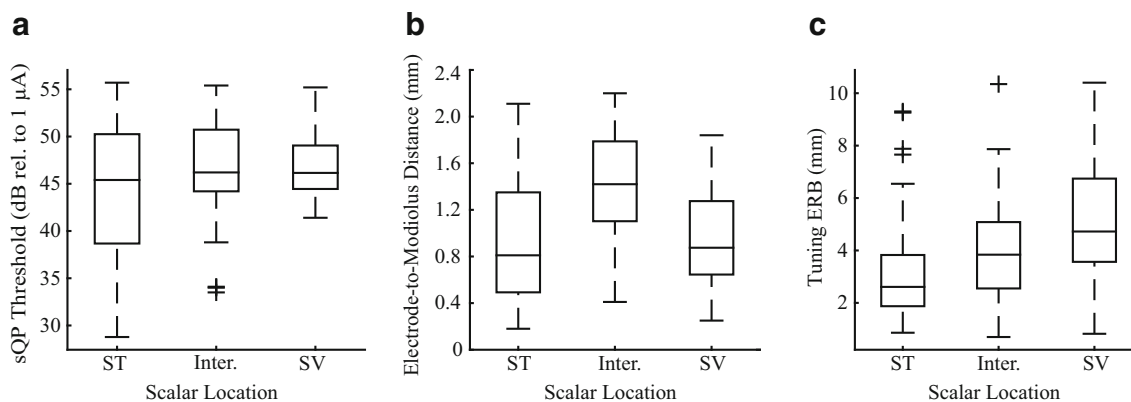 a
b
c
sQP Threshold (dB rel. to 1 µA)
55
50
45
40
35
30
ST Inter. SV
Scalar Location
Electrode-to-Modiolus Distance (mm)
2.4
2.0
1.6
1.2
0.8
0.4
0
ST Inter. SV
Scalar Location
Tuning ERB (mm)
10
8
6
4
2
ST Inter. SV
Scalar Location